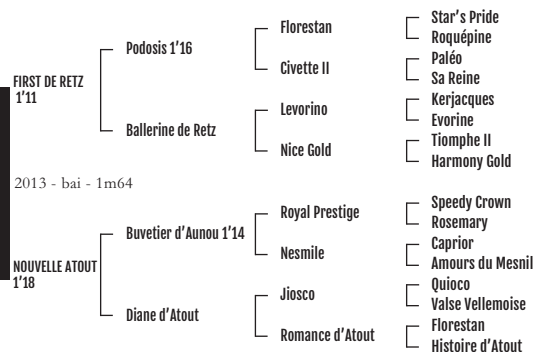 FIRST DE RETZ
1'11
Podosis 1'16
Florestan
Star's Pride
Roquépine
Civette II
Paléo
Sa Reine
Ballerine de Retz
Levorino
Kerjacques
Evorine
Nice Gold
Tiomphe II
Harmony Gold
2013 - bai - 1m64
NOUVELLE ATOUT
1'18
Buvetier d'Aunou 1'14
Royal Prestige
Speedy Crown
Rosemary
Nesmile
Caprior
Amours du Mesnil
Diane d'Atout
Jiosco
Quioco
Valse Vellemoise
Romance d'Atout
Florestan
Histoire d'Atout